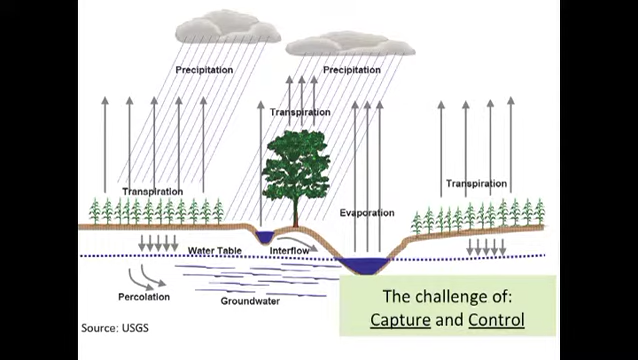 Precipitation
Precipitation
Transpiration
Transpiration
Transpiration
Evaporation
Water Table
Interflow
Percolation
Groundwater
The challenge of:
Capture and Control
Source: USGS